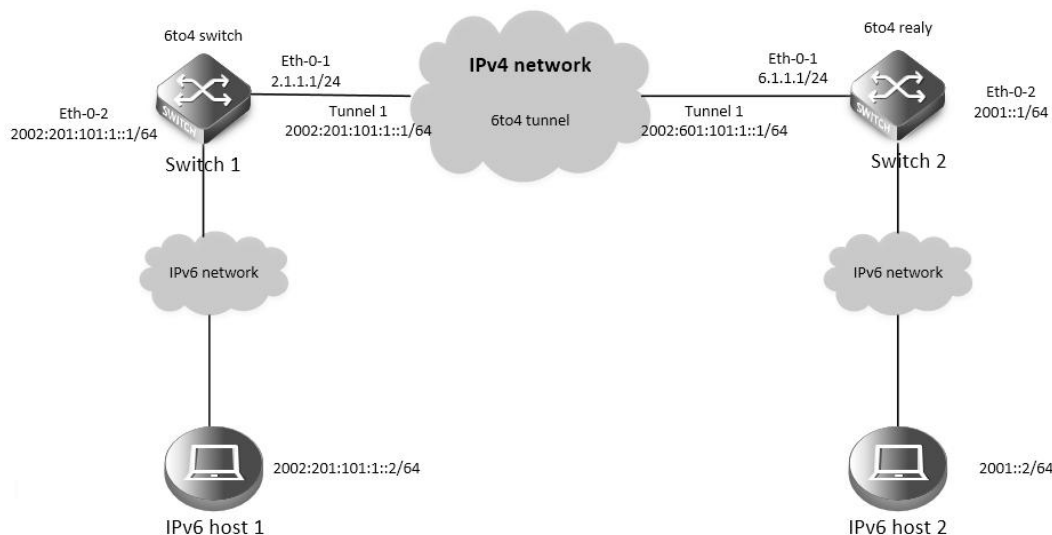 6to4 switch
6to4 realy
Eth-0-1
2.1.1.1/24
IPv4 network
Eth-0-1
6.1.1.1/24
Eth-0-2
2002:201:101:1::1/64
SWITCH
Tunnel 1
2002:201:101:1::1/64
6to4 tunnel
Tunnel 1
2002:601:101:1::1/64
SWITCH
Eth-0-2
2001::1/64
Switch 1
Switch 2
IPv6 network
IPv6 network
2002:201:101:1::2/64
2001::2/64
IPv6 host 1
IPv6 host 2